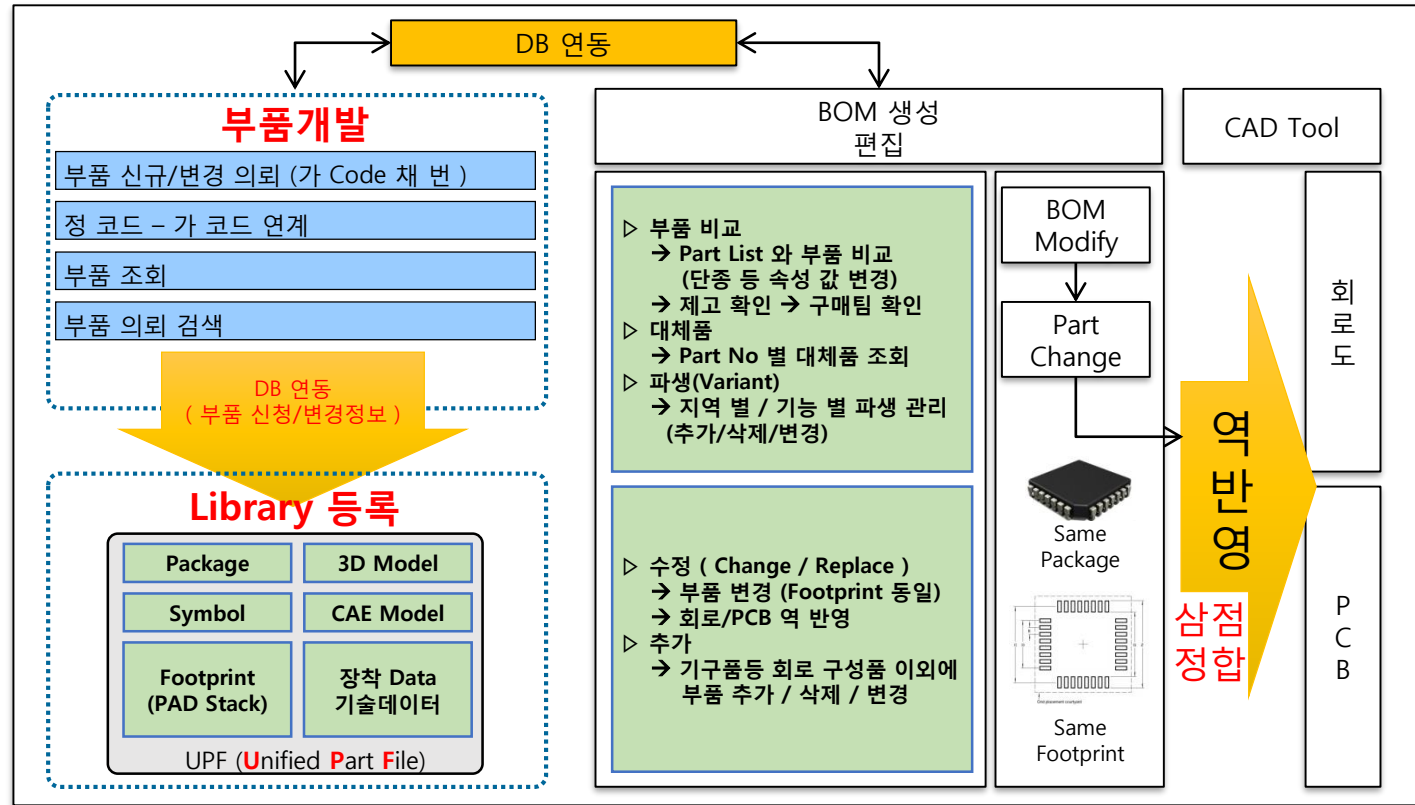 DB 연동
부품개발
부품 신규/변경 의뢰 (가 Code 채 번 )
정 코드 – 가 코드 연계
부품 조회
부품 의뢰 검색
DB 연동
( 부품 신청/변경정보 )
Library 등록
Package
3D Model
Symbol
CAE Model
Footprint
(PAD Stack)
장착 Data
기술데이터
UPF (Unified Part File)
BOM 생성
편집
▷ 부품 비교
→ Part List 와 부품 비교
(단종 등 속성 값 변경)
→ 제고 확인 → 구매팀 확인
▷ 대체품
→ Part No 별 대체품 조회
▷ 파생(Variant)
→ 지역 별 / 기능 별 파생 관리
(추가/삭제/변경)
▷ 수정 ( Change / Replace )
→ 부품 변경 (Footprint 동일)
→ 회로/PCB 역 반영
▷ 추가
→ 기구품등 회로 구성품 이외에
부품 추가 / 삭제 / 변경
BOM
Modify
Part
Change
Same
Package
Same
Footprint
CAD Tool
역
반
영
삼점
정합
회
로
도
P
C
B